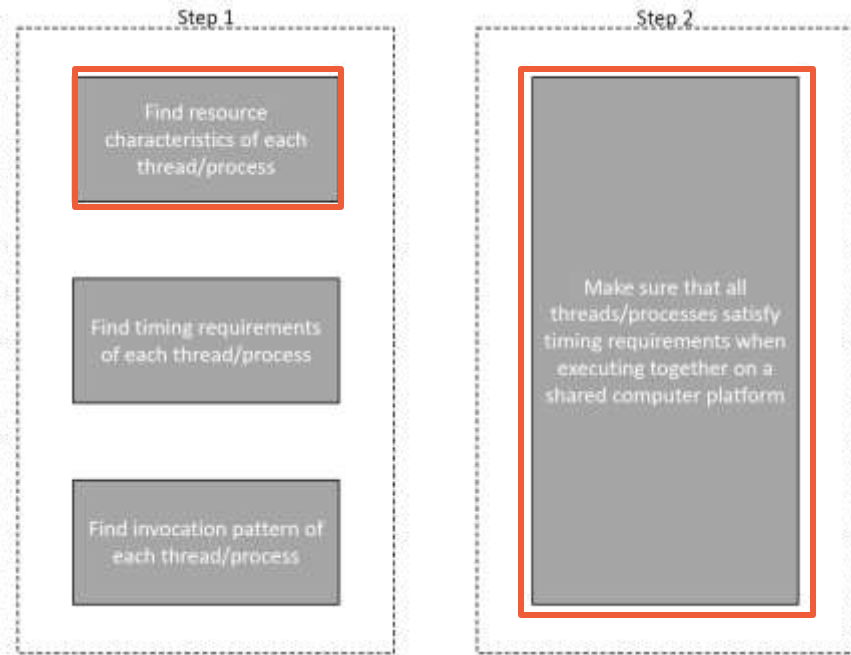 Step 1
Find resource
characteristics of each
thread/process
Find timing requirements
of each thread/process
Find invocation pattern of
each thread/process
Step 2
Make sure that all
threads/processes satisfy
timing requirements when
executing together on a
shared computer platform